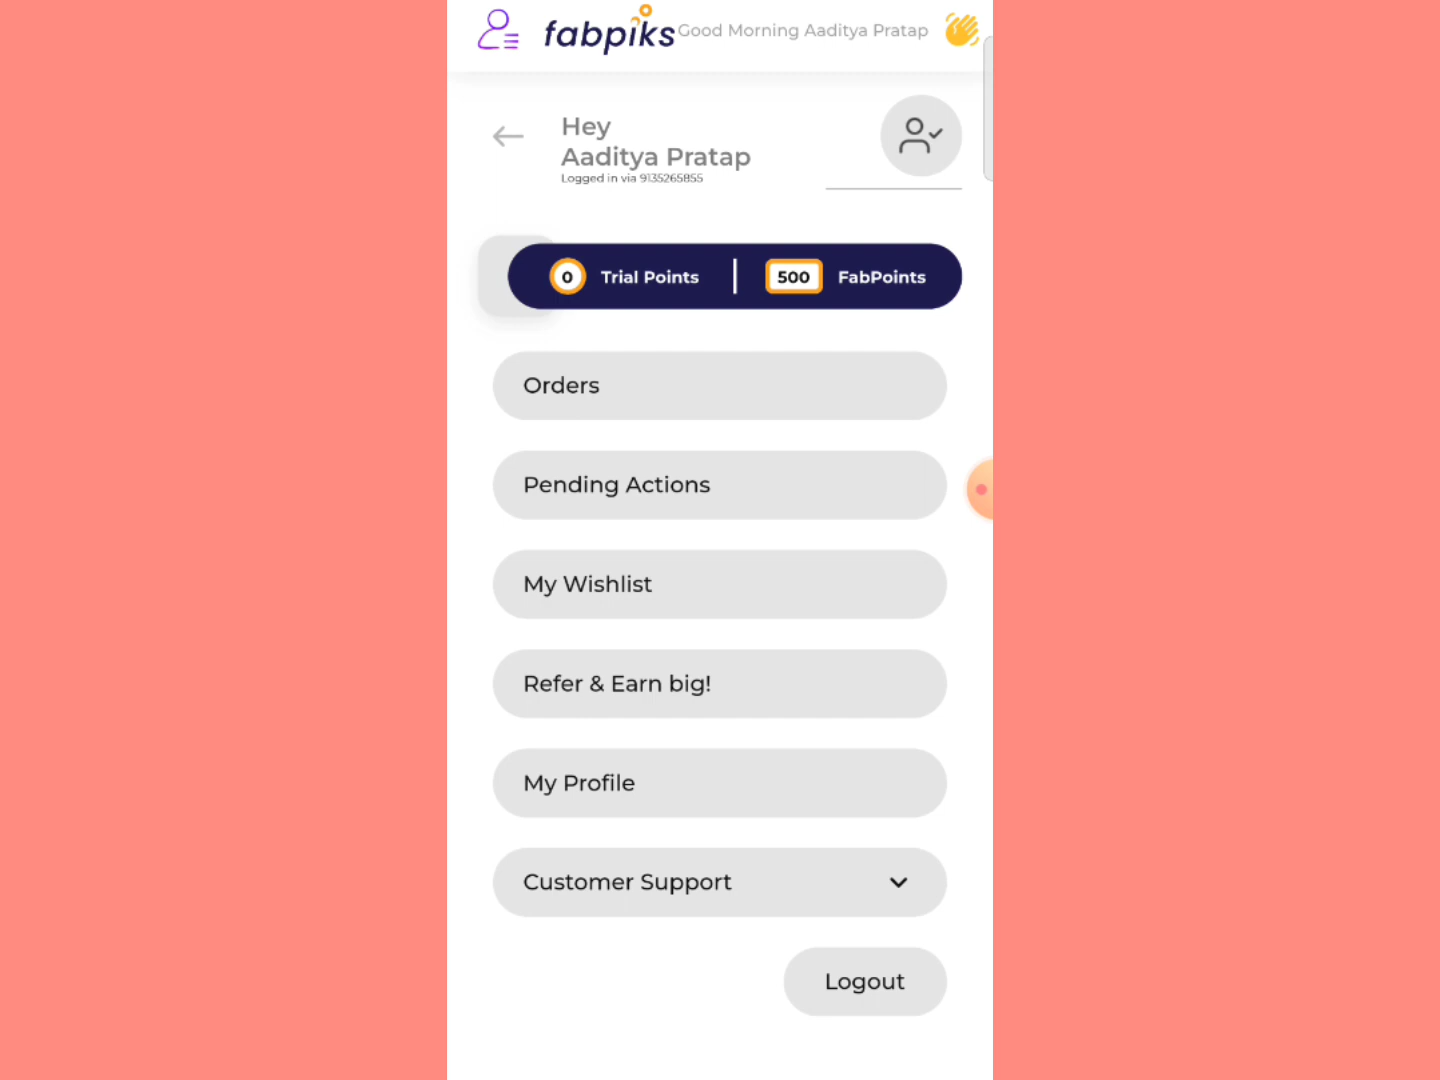 fabpiks
Good Morning Aaditya Pratap 👋
Hey
Aaditya Pratap
Logged in via 9135265855
0 Trial Points | 500 FabPoints
Orders
Pending Actions
My Wishlist
Refer & Earn big!
My Profile
Customer Support
Logout